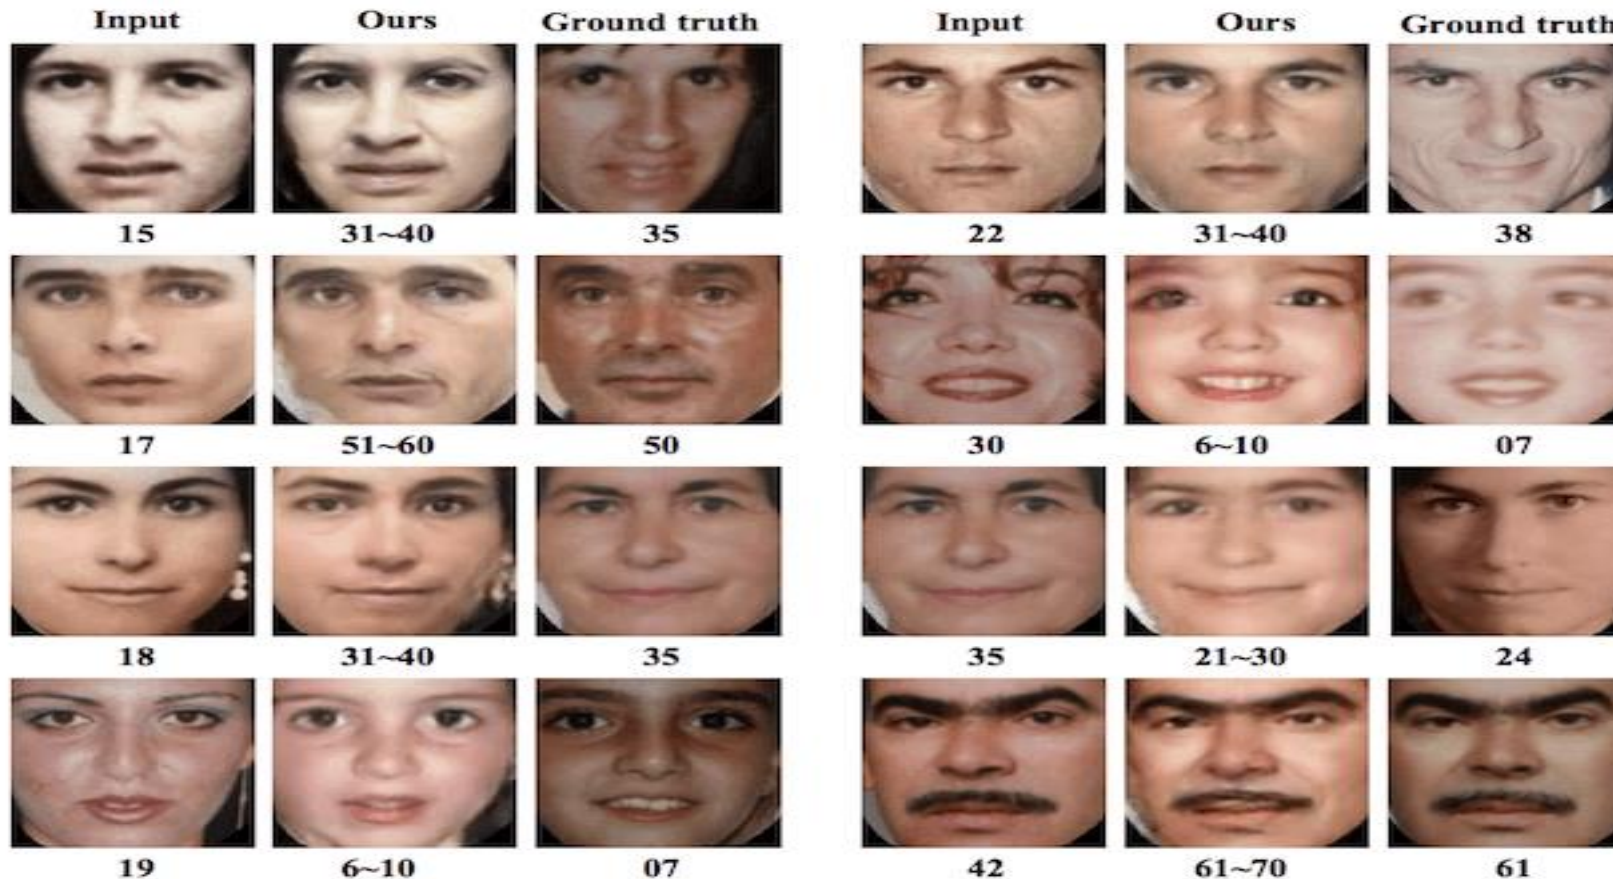 Input Ours Ground truth Input Ours Ground truth
15 31~40 35 22 31~40 38
17 51~60 50 30 6~10 07
18 31~40 35 35 21~30 24
19 6~10 07 42 61~70 61